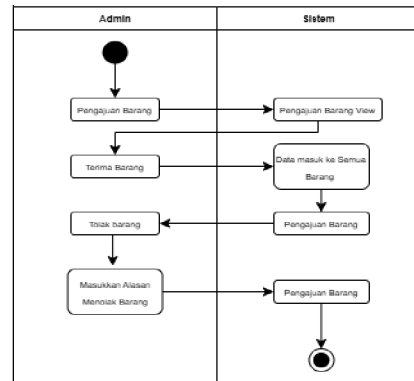 Admin
Sistem
Pengajuan Barang
Pengajuan Barang View
Terima Barang
Data masuk ke Semua
Barang
Tolak barang
Pengajuan Barang
Masukkan Alasan
Menolak Barang
Pengajuan Barang